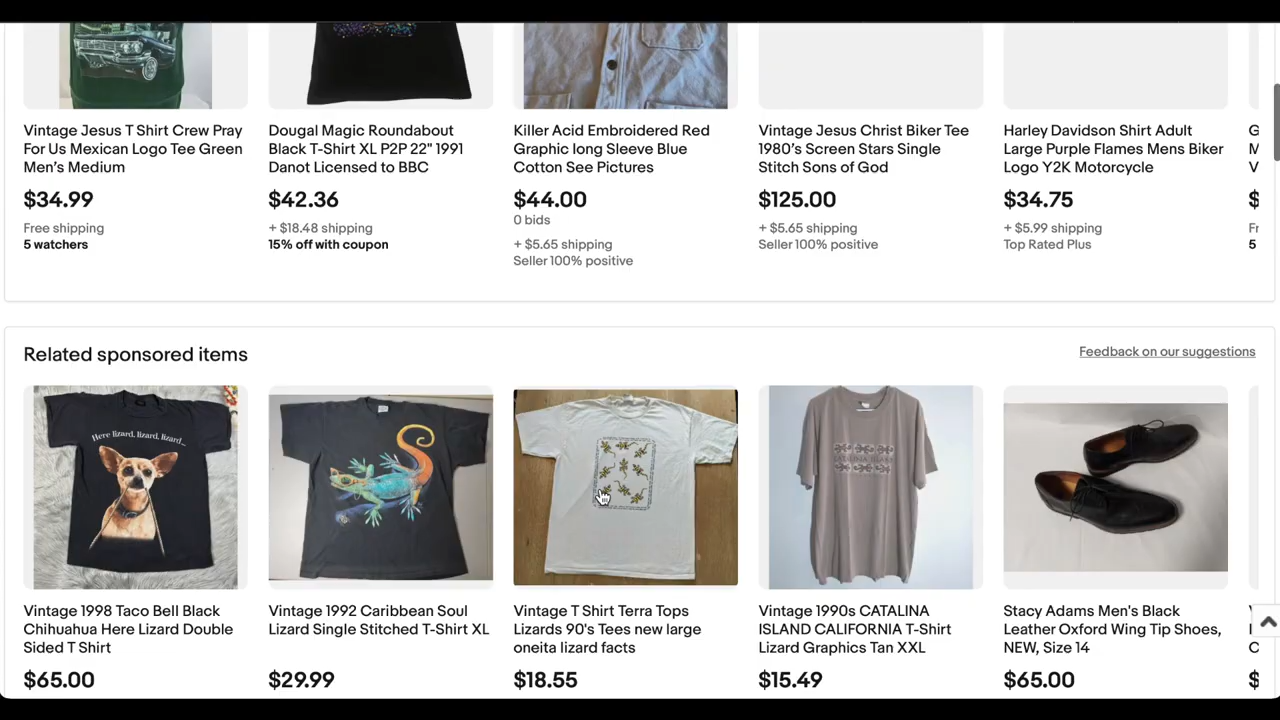 Vintage Jesus T Shirt Crew Pray
For Us Mexican Logo Tee Green
Men’s Medium
$34.99
Free shipping
5 watchers
Dougal Magic Roundabout
Black T-Shirt XL P2P 22" 1991
Danot Licensed to BBC
$42.36
+ $18.48 shipping
15% off with coupon
Killer Acid Embroidered Red
Graphic long Sleeve Blue
Cotton See Pictures
$44.00
0 bids
+ $5.65 shipping
Seller 100% positive
Vintage Jesus Christ Biker Tee
1980’s Screen Stars Single
Stitch Sons of God
$125.00
+ $5.65 shipping
Seller 100% positive
Harley Davidson Shirt Adult
Large Purple Flames Mens Biker
Logo Y2K Motorcycle
$34.75
+ $5.99 shipping
Top Rated Plus
$
5
Related sponsored items
Feedback on our suggestions
Here lizard, lizard, lizard...
Vintage 1998 Taco Bell Black
Chihuahua Here Lizard Double
Sided T Shirt
$65.00
Vintage 1992 Caribbean Soul
Lizard Single Stitched T-Shirt XL
$29.99
Vintage T Shirt Terra Tops
Lizards 90's Tees new large
oneita lizard facts
$18.55
CATALINA ISLAND
Vintage 1990s CATALINA
ISLAND CALIFORNIA T-Shirt
Lizard Graphics Tan XXL
$15.49
Stacy Adams Men's Black
Leather Oxford Wing Tip Shoes,
NEW, Size 14
$65.00
$